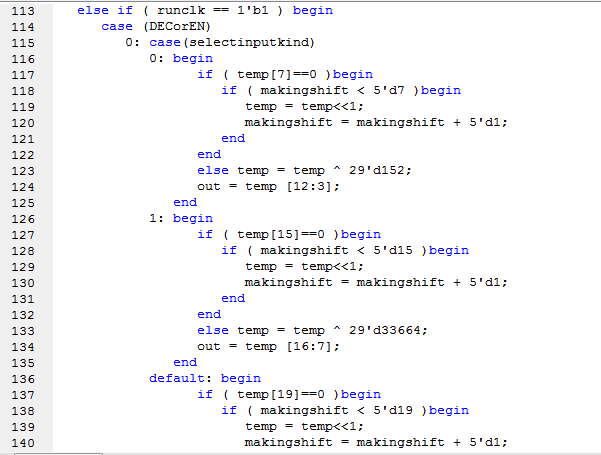 113 else if ( runclk == 1'b1 ) begin
114 case (DECorEN)
115 0: case(selectinputkind)
116 0: begin
117 if ( temp[7]==0 )begin
118 if ( makingshift < 5'd7 )begin
119 temp = temp<<1;
120 makingshift = makingshift + 5'd1;
121 end
122 end
123 else temp = temp ^ 29'd152;
124 out = temp [12:3];
125 end
126 1: begin
127 if ( temp[15]==0 )begin
128 if ( makingshift < 5'd15 )begin
129 temp = temp<<1;
130 makingshift = makingshift + 5'd1;
131 end
132 end
133 else temp = temp ^ 29'd33664;
134 out = temp [16:7];
135 end
136 default: begin
137 if ( temp[19]==0 )begin
138 if ( makingshift < 5'd19 )begin
139 temp = temp<<1;
140 makingshift = makingshift + 5'd1;